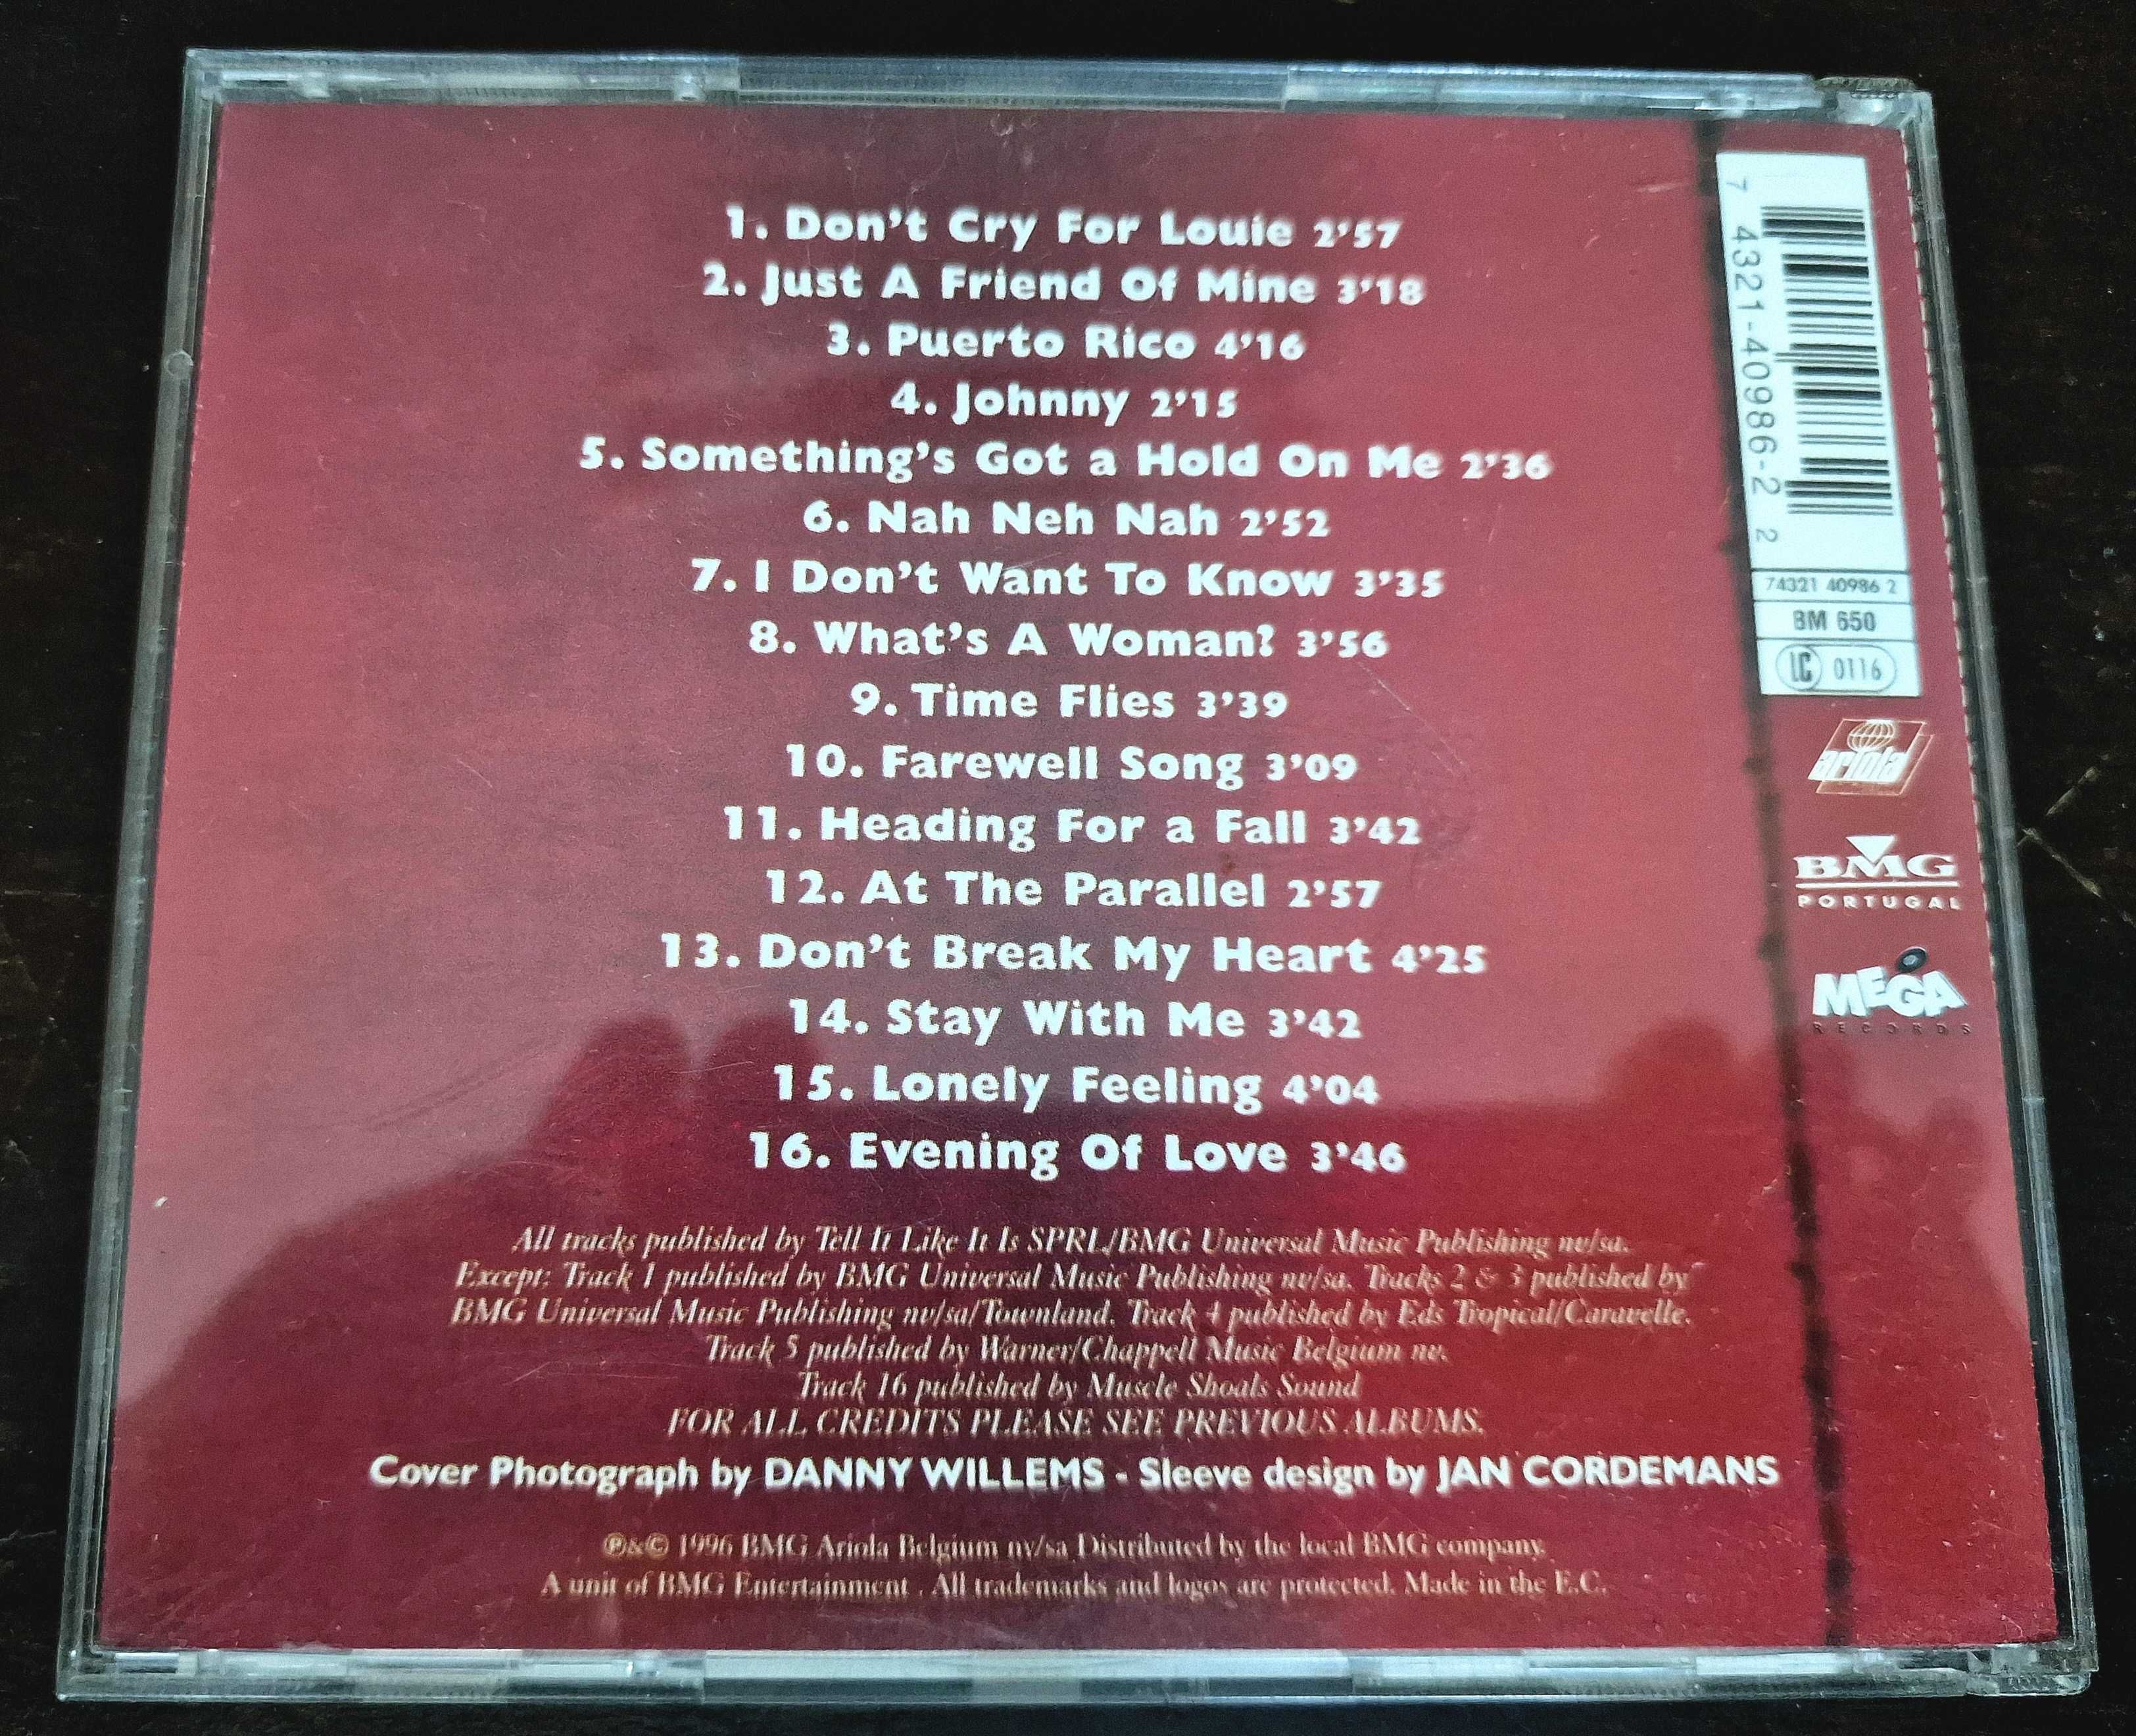 1. Don't Cry For Louie 2'57
2. Just A Friend Of Mine 3'18
3. Puerto Rico 4'16
4. Johnny 2'15
5. Something's Got a Hold On Me 2'36
6. Nah Neh Nah 2'52
7. I Don't Want To Know 3'35
8. What's A Woman? 3'56
9. Time Flies 3'39
10. Farewell Song 3'09
11. Heading For a Fall 3'42
12. At The Parallel 2'57
13. Don't Break My Heart 4'25
14. Stay With Me 3'42
15. Lonely Feeling 4'04
16. Evening Of Love 3'46
All tracks published by Tell It Like It Is SPRL/BMG Universal Music Publishing nv/sa.
Except: Track 1 published by BMG Universal Music Publishing nv/sa. Tracks 2 & 3 published by
BMG Universal Music Publishing nv/sa/Townland. Track 4 published by Eds Tropical/Caravelle.
Track 5 published by Warner/Chappell Music Belgium nv.
Track 16 published by Muscle Shoals Sound
FOR ALL CREDITS PLEASE SEE PREVIOUS ALBUMS.
Cover Photograph by DANNY WILLEMS - Sleeve design by JAN CORDEMANS
℗&© 1996 BMG Ariola Belgium nv/sa Distributed by the local BMG company.
A unit of BMG Entertainment . All trademarks and logos are protected. Made in the E.C.
7 4321-40986-2 2
74321 40986 2
BM 650
LC 0116
ariola
BMG
PORTUGAL
MEGA
RECORDS